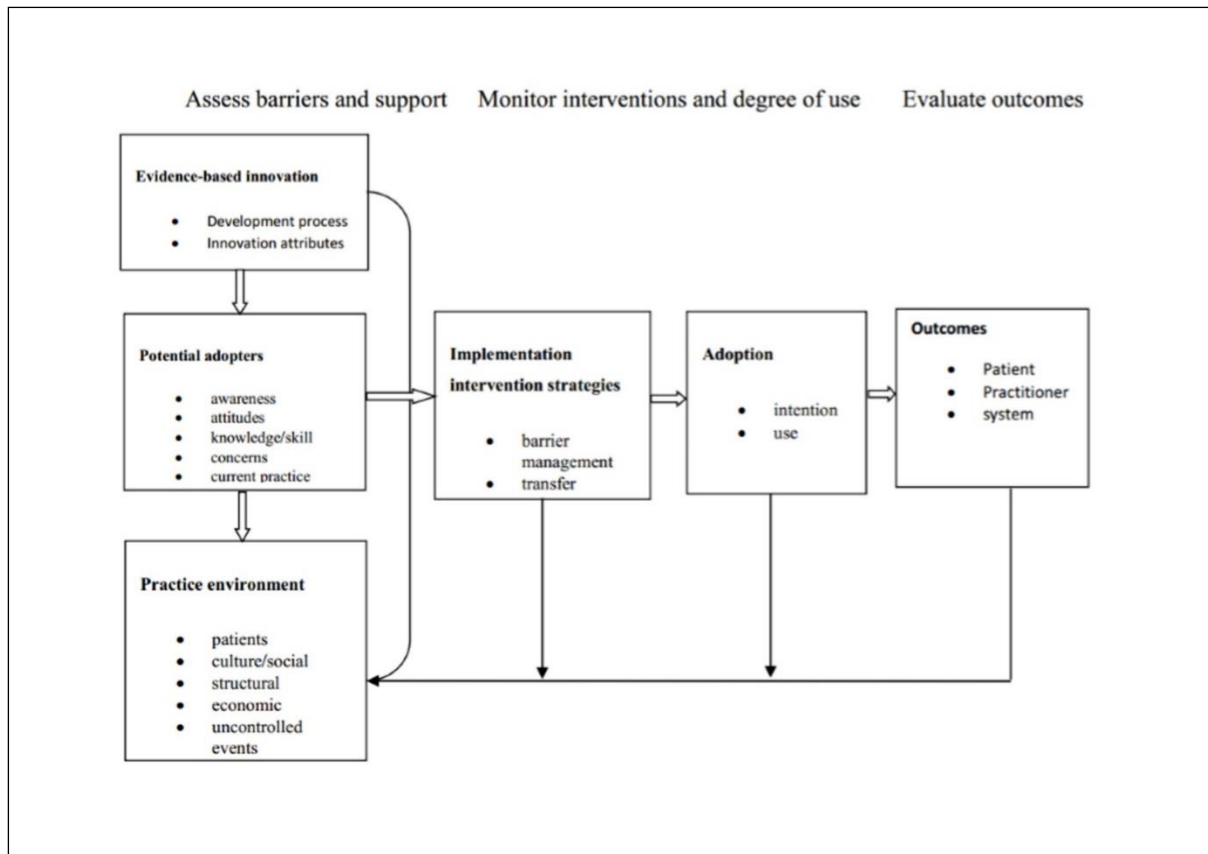 Assess barriers and support Monitor interventions and degree of use Evaluate outcomes
Evidence-based innovation
• Development process
• Innovation attributes
Potential adopters
• awareness
• attitudes
• knowledge/skill
• concerns
• current practice
Practice environment
• patients
• culture/social
• structural
• economic
• uncontrolled
events
Implementation
intervention strategies
• barrier
management
• transfer
Adoption
• intention
• use
Outcomes
• Patient
• Practitioner
• system